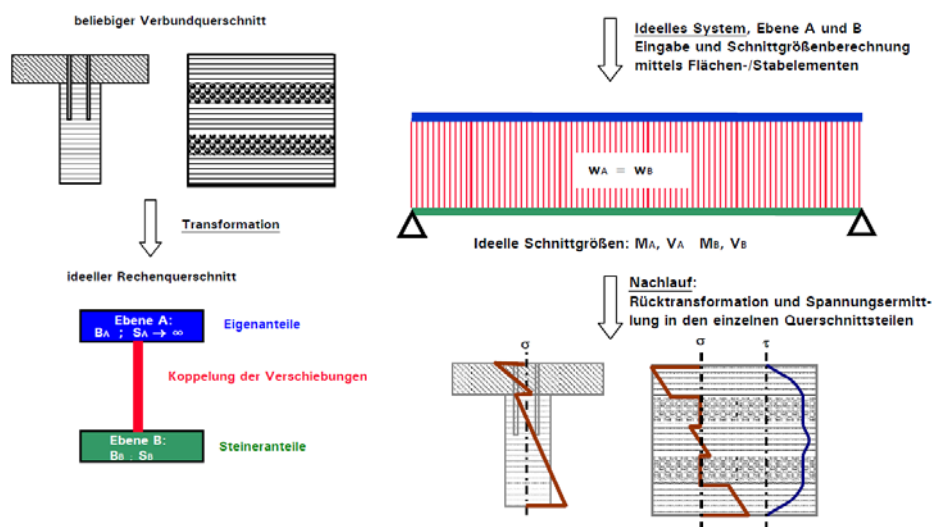 beliebiger Verbundquerschnitt
Transformation
ideeller Rechenquerschnitt
Ebene A:
BA ; SA → ∞
Eigenanteile
Koppelung der Verschiebungen
Ebene B:
BB ; SB
Steineranteile
Ideelles System, Ebene A und B
Eingabe und Schnittgrößenberechnung
mittels Flächen-/Stabelementen
wA = wB
Ideelle Schnittgrößen: MA, VA MB, VB
Nachlauf:
Rücktransformation und Spannungsermitt-
lung in den einzelnen Querschnittsteilen
σ
σ
τ